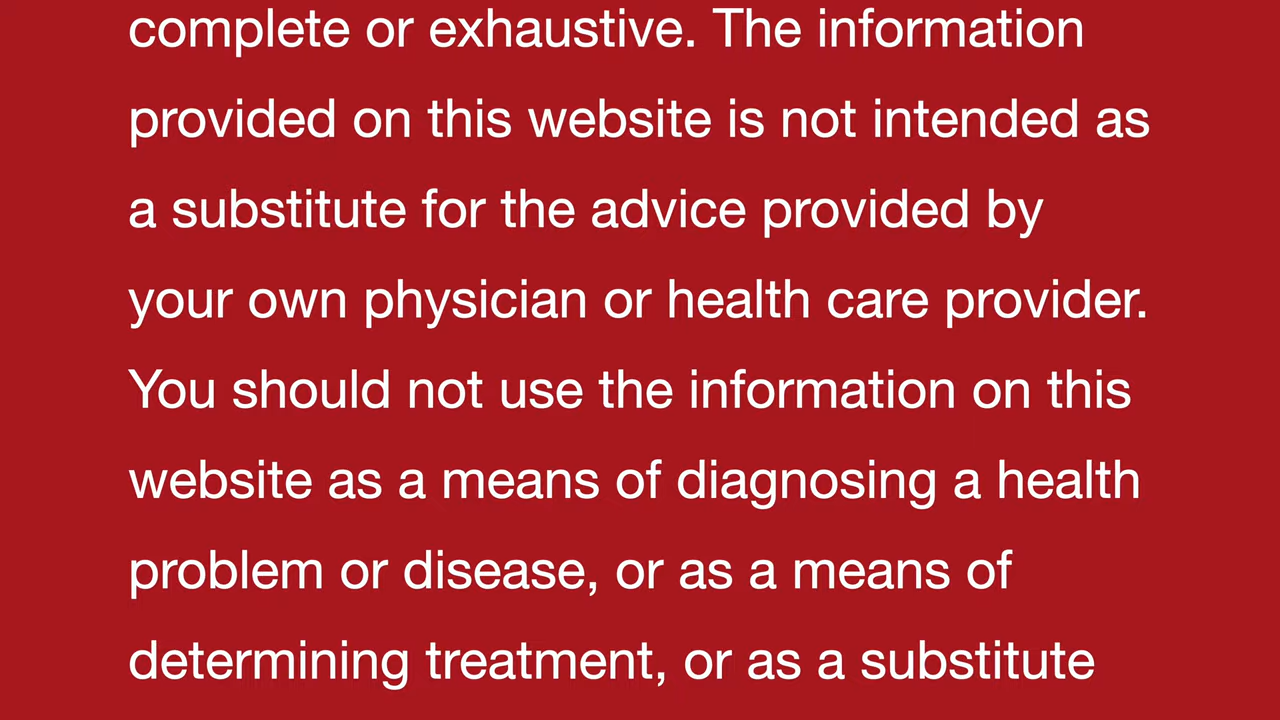 complete or exhaustive. The information
provided on this website is not intended as
a substitute for the advice provided by
your own physician or health care provider.
You should not use the information on this
website as a means of diagnosing a health
problem or disease, or as a means of
determining treatment, or as a substitute